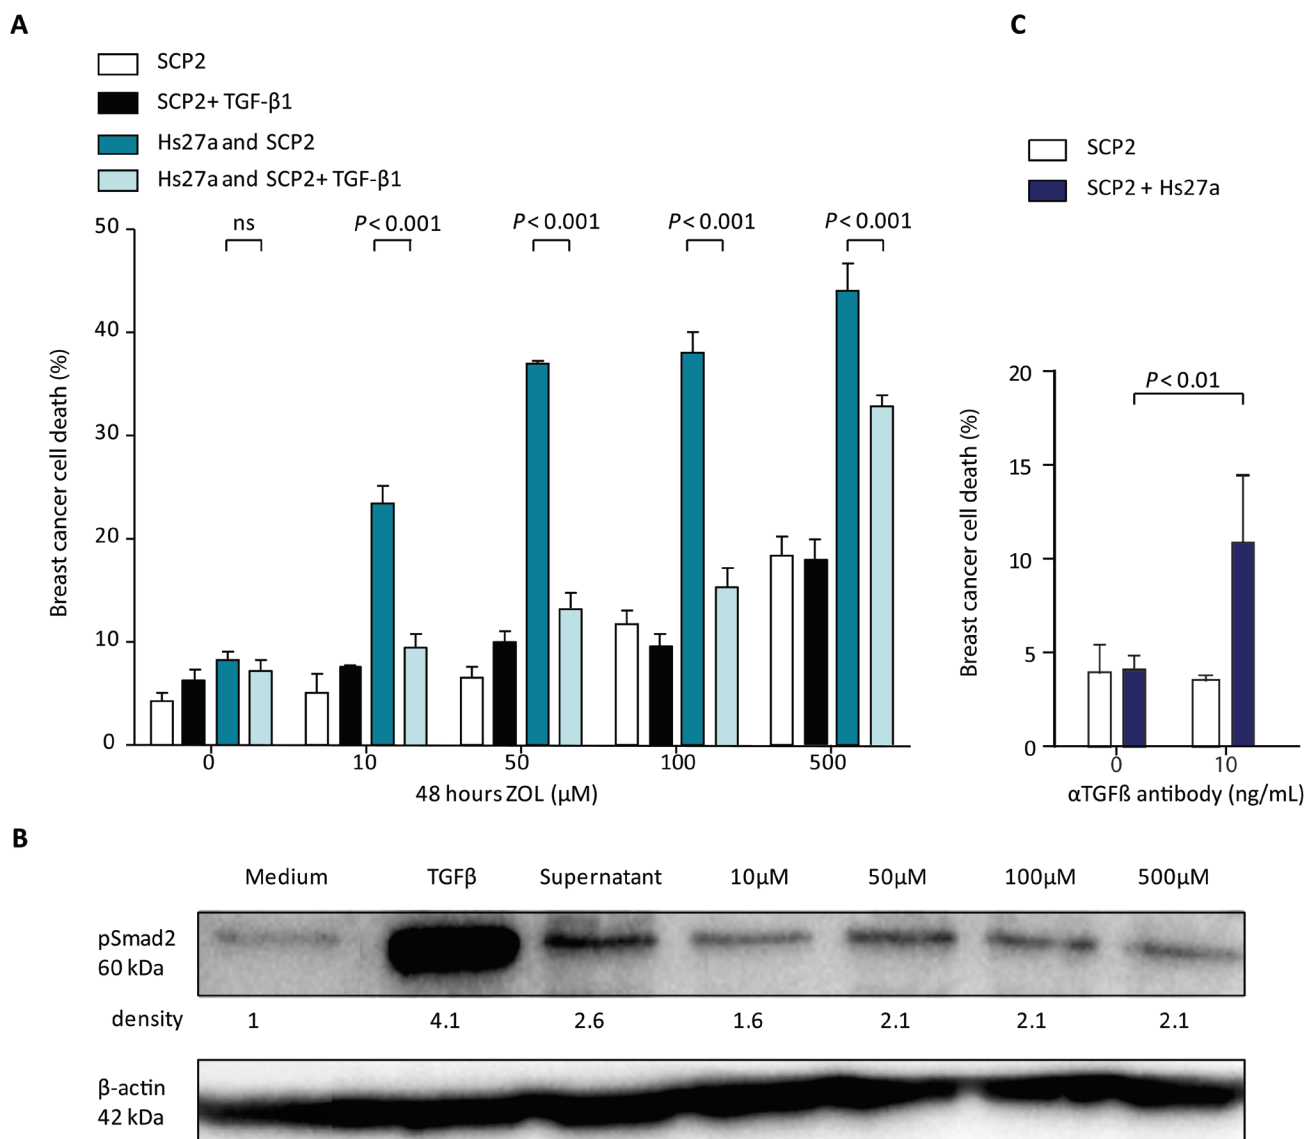 A
SCP2
SCP2+ TGF-β1
Hs27a and SCP2
Hs27a and SCP2+ TGF-β1
ns
P< 0.001
P< 0.001
P< 0.001
P< 0.001
50
40
30
20
10
0
Breast cancer cell death (%)
0
10
50
100
500
48 hours ZOL (µM)
C
SCP2
SCP2 + Hs27a
P< 0.01
20
15
10
5
0
Breast cancer cell death (%)
0
10
αTGFß antibody (ng/mL)
B
Medium TGFβ Supernatant 10µM 50µM 100µM 500µM
pSmad2
60 kDa
density 1 4.1 2.6 1.6 2.1 2.1 2.1
β-actin
42 kDa